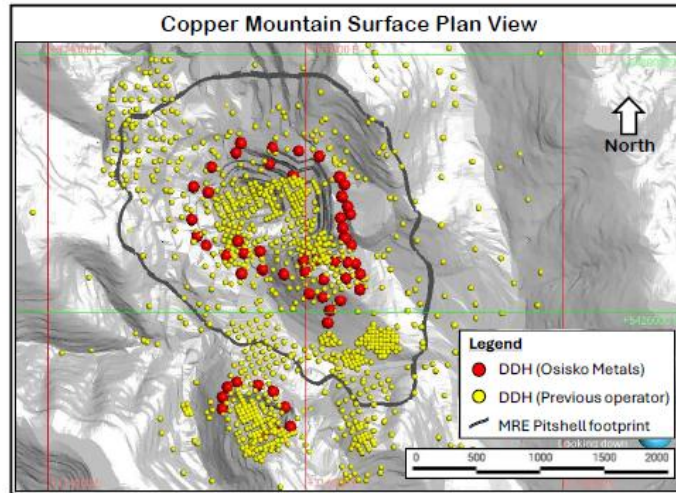 Copper Mountain Surface Plan View
North
Legend
DDH (Osisko Metals)
DDH (Previous operator)
MRE Pitshell footprint
Looking down
0 500 1000 1500 2000